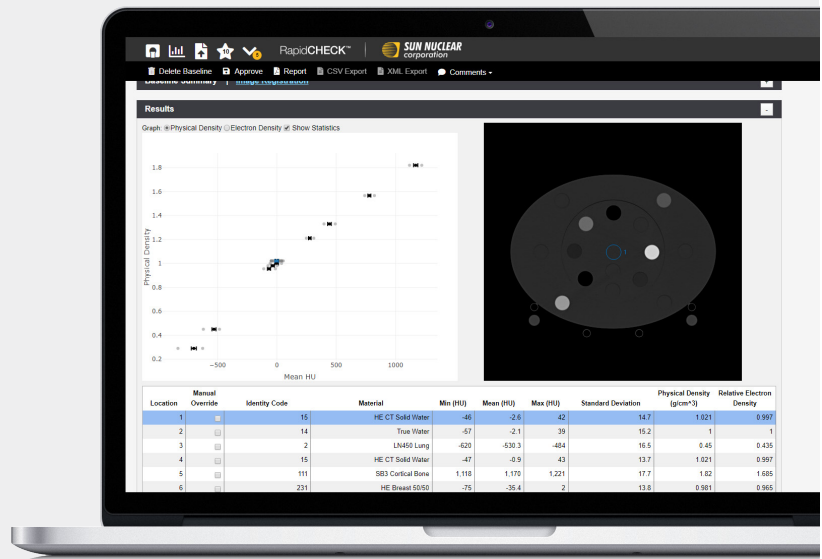 10
3
RapidCHECK™ | SUN NUCLEAR
corporation
Delete Baseline Approve Report CSV Export XML Export Comments
Baseline Summary | Image Registration
Results
-
Graph: Physical Density Electron Density Show Statistics
1.8
1.6
1.4
1.2
1
0.8
0.6
0.4
0.2
Physical Density
−500 0 500 1000
Mean HU
Location Manual Override Identity Code Material Min (HU) Mean (HU) Max (HU) Standard Deviation Physical Density (g/cm^3) Relative Electron Density
1 15 HE CT Solid Water -46 -2.6 42 14.7 1.021 0.997
2 14 True Water -57 -2.1 39 15.2 1 1
3 2 LN450 Lung -620 -530.3 -484 16.5 0.45 0.435
4 15 HE CT Solid Water -47 -0.9 43 13.7 1.021 0.997
5 111 SB3 Cortical Bone 1,118 1,170 1,221 17.7 1.82 1.685
6 231 HE Breast 50/50 -75 -35.4 2 13.8 0.981 0.965